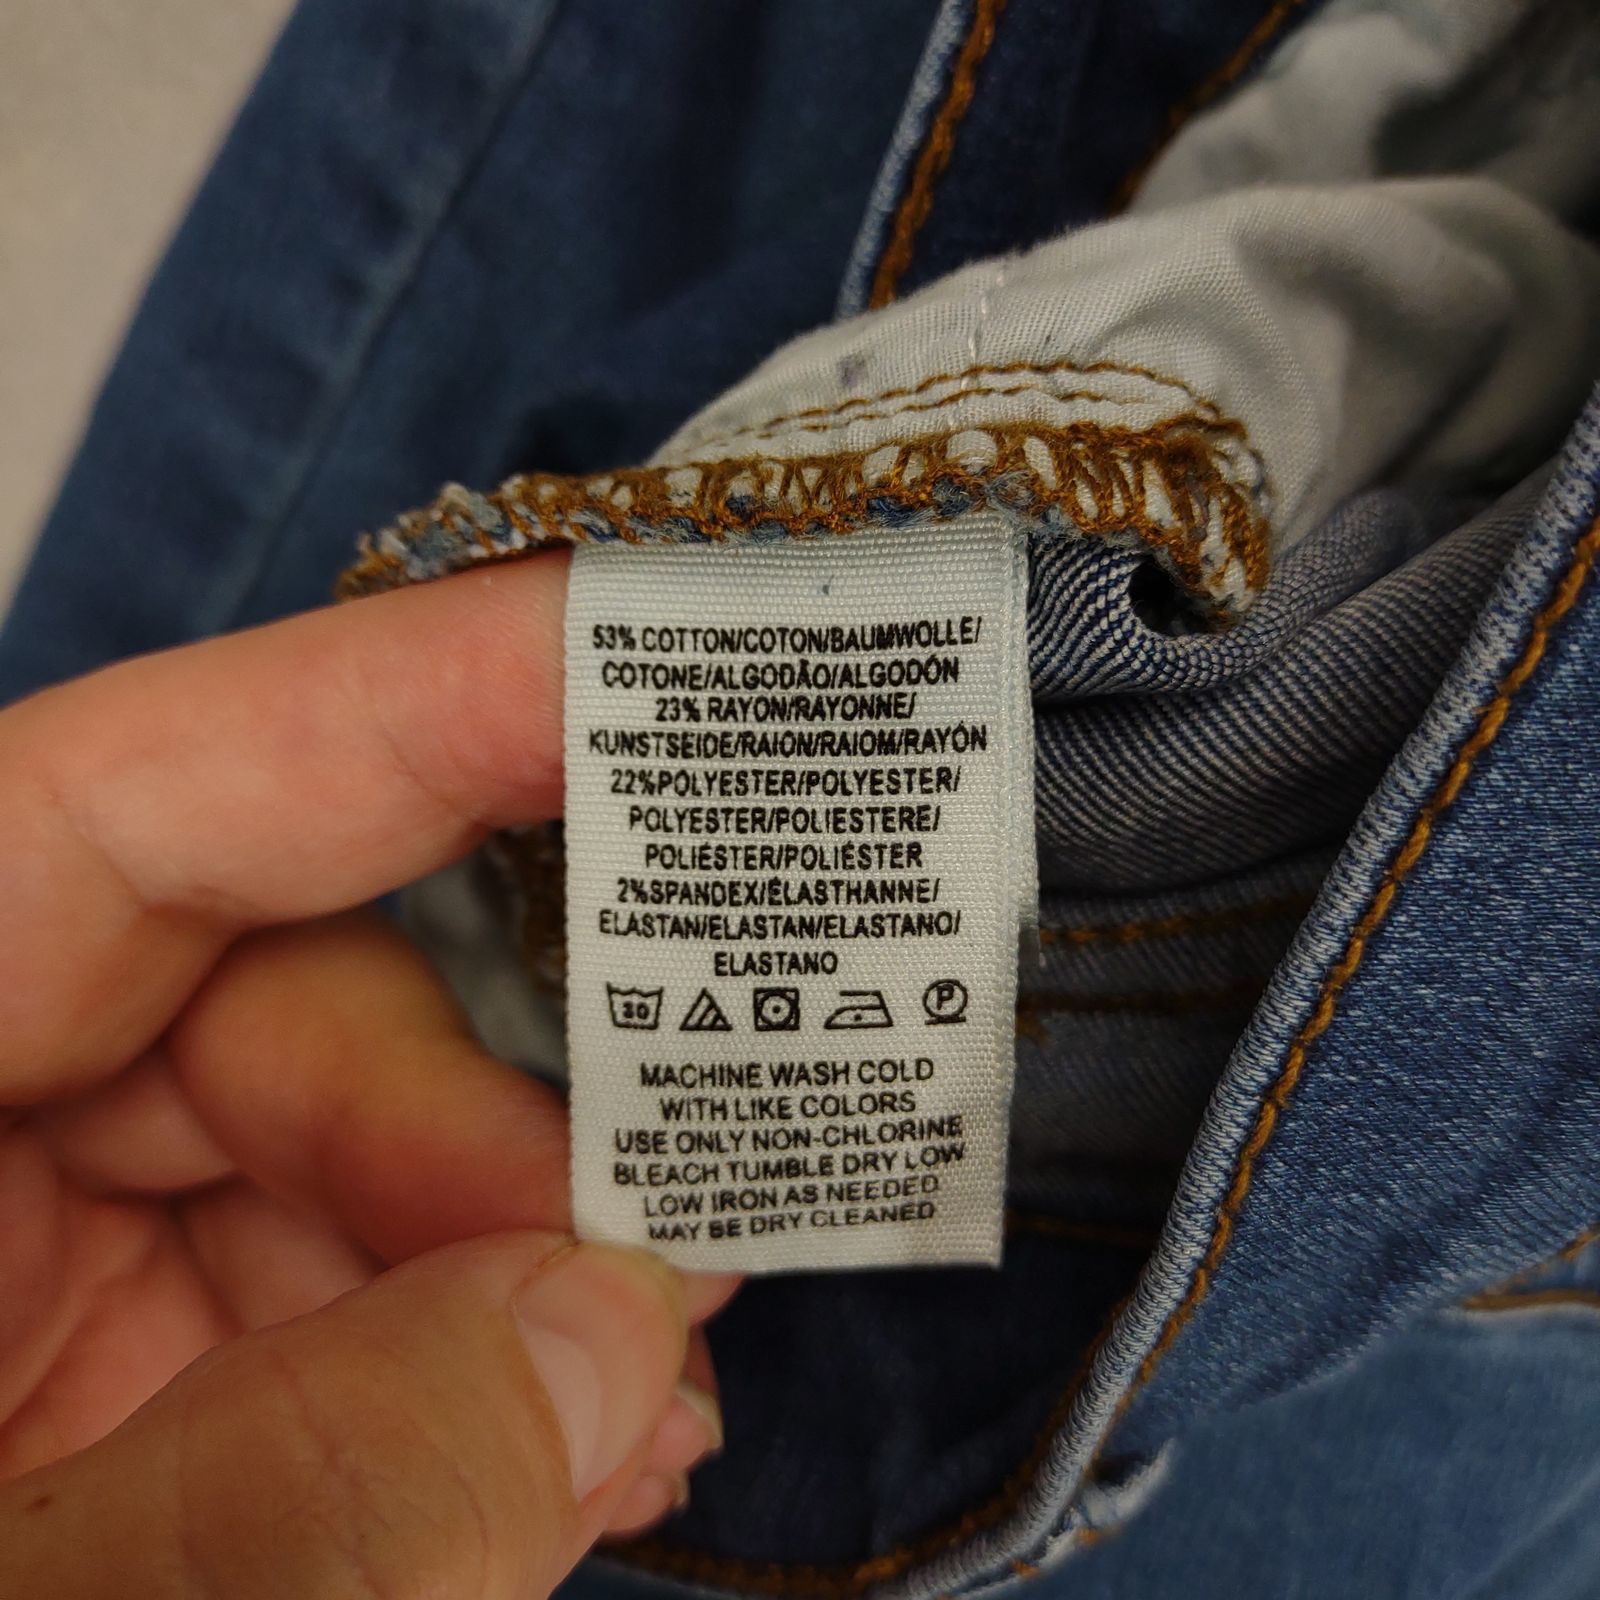 53% COTTON/COTON/BAUMWOLLE/
COTONE/ALGODÃO/ALGODÓN
23% RAYON/RAYONNE/
KUNSTSEIDE/RAION/RAIOM/RAYÓN
22%POLYESTER/POLYESTER/
POLYESTER/POLIESTERE/
POLIÉSTER/POLIÉSTER
2%SPANDEX/ÉLASTHANNE/
ELASTAN/ELASTAN/ELASTANO/
ELASTANO
30 P
MACHINE WASH COLD
WITH LIKE COLORS
USE ONLY NON-CHLORINE
BLEACH TUMBLE DRY LOW
LOW IRON AS NEEDED
MAY BE DRY CLEANED